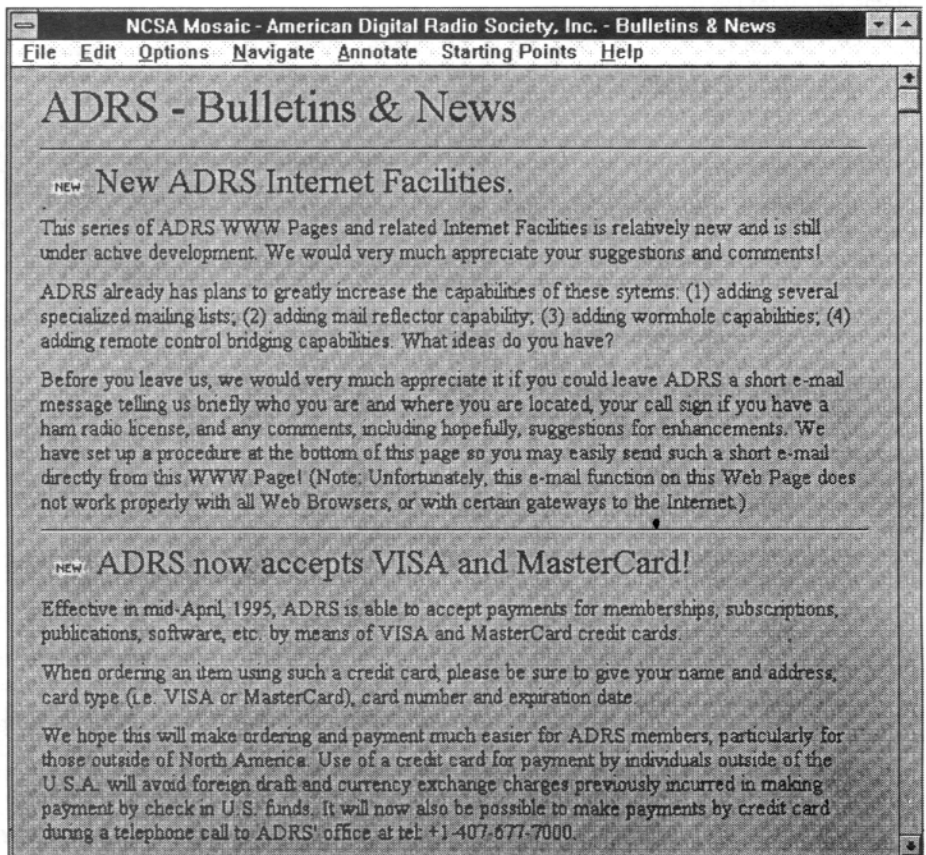 NCSA Mosaic - American Digital Radio Society, Inc. - Bulletins & News
File Edit Options Navigate Annotate Starting Points Help
ADRS - Bulletins & News
NEW New ADRS Internet Facilities.
This series of ADRS WWW Pages and related Internet Facilities is relatively new and is still
under active development. We would very much appreciate your suggestions and comments!
ADRS already has plans to greatly increase the capabilities of these sytems: (1) adding several
specialized mailing lists; (2) adding mail reflector capability; (3) adding wormhole capabilities; (4)
adding remote control bridging capabilities. What ideas do you have?
Before you leave us, we would very much appreciate it if you could leave ADRS a short e-mail
message telling us briefly who you are and where you are located, your call sign if you have a
ham radio license, and any comments, including hopefully, suggestions for enhancements. We
have set up a procedure at the bottom of this page so you may easily send such a short e-mail
directly from this WWW Page! (Note: Unfortunately, this e-mail function on this Web Page does
not work properly with all Web Browsers, or with certain gateways to the Internet.)
NEW ADRS now accepts VISA and MasterCard!
Effective in mid-April, 1995, ADRS is able to accept payments for memberships, subscriptions,
publications, software, etc. by means of VISA and MasterCard credit cards.
When ordering an item using such a credit card, please be sure to give your name and address,
card type (i.e. VISA or MasterCard), card number and expiration date.
We hope this will make ordering and payment much easier for ADRS members, particularly for
those outside of North America. Use of a credit card for payment by individuals outside of the
U.S.A. will avoid foreign draft and currency exchange charges previously incurred in making
payment by check in U.S. funds. It will now also be possible to make payments by credit card
during a telephone call to ADRS' office at tel: +1-407-677-7000.